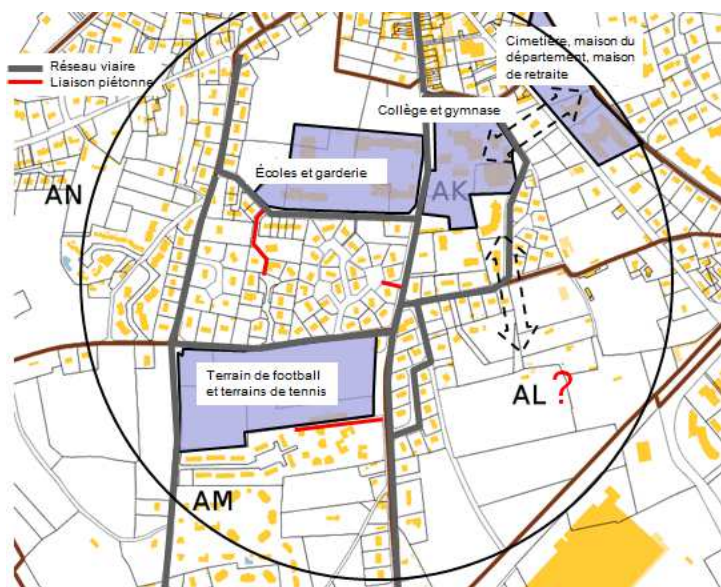 Réseau viaire
Liaison piétonne
Cimetière, maison du
département, maison
de retraite
Collège et gymnase
Écoles et garderie
AN
AK
Terrain de football
et terrains de tennis
AL ?
AM